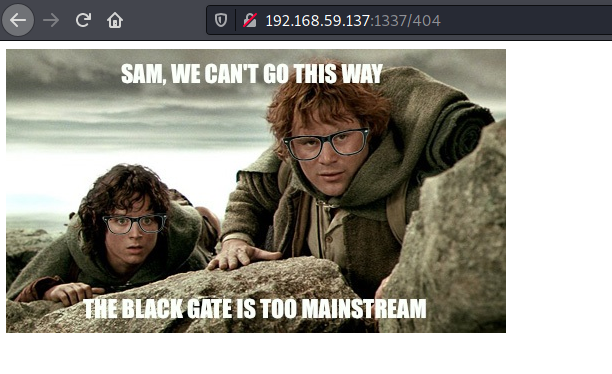 192.168.59.137:1337/404
SAM, WE CAN'T GO THIS WAY
THE BLACK GATE IS TOO MAINSTREAM